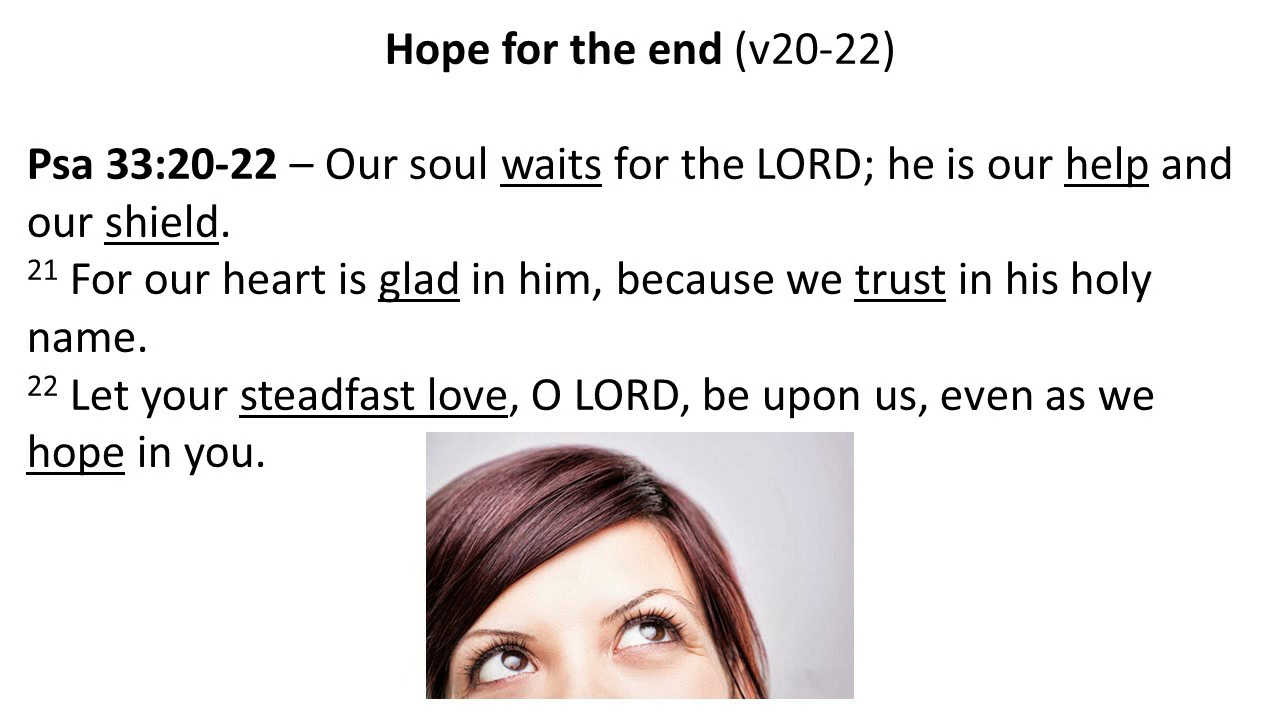 Hope for the end (v20-22)
Psa 33:20-22 – Our soul waits for the LORD; he is our help and
our shield.
21 For our heart is glad in him, because we trust in his holy
name.
22 Let your steadfast love, O LORD, be upon us, even as we
hope in you.